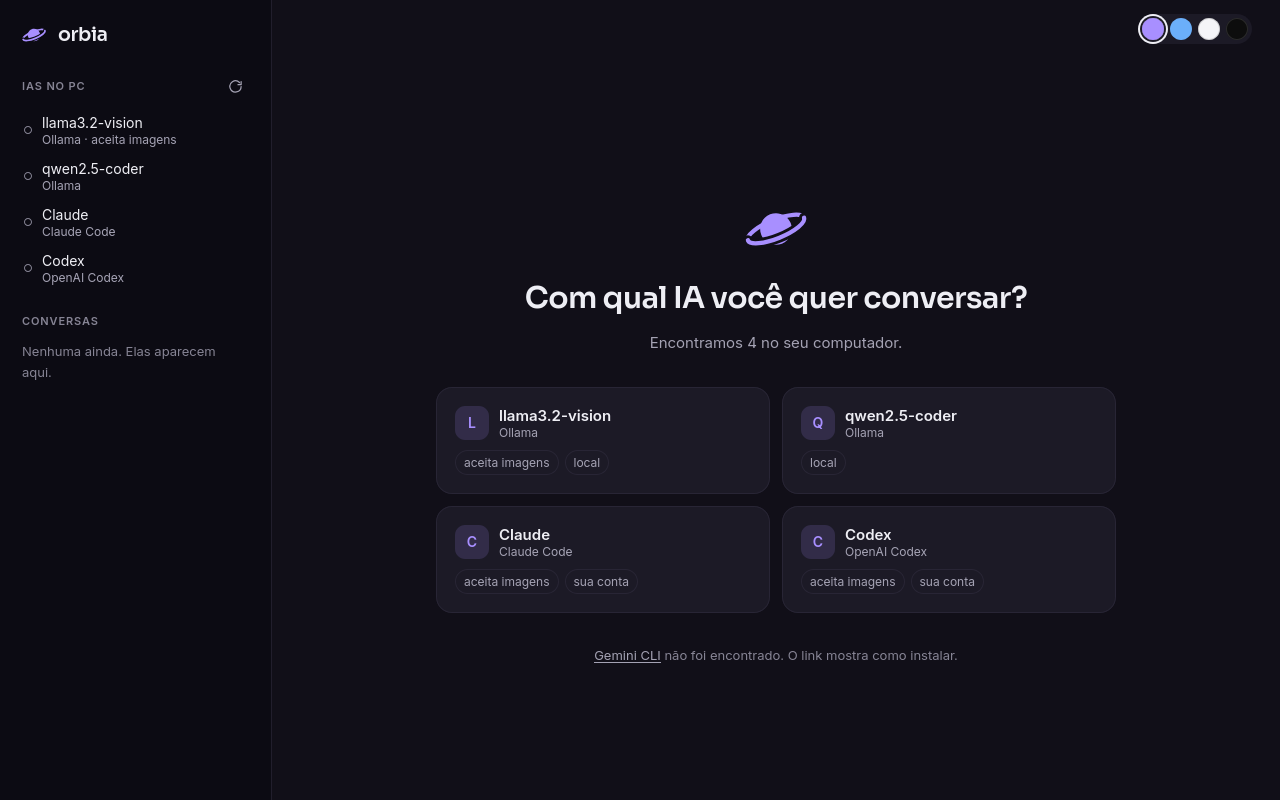 orbia
IAS NO PC
llama3.2-vision
Ollama · aceita imagens
qwen2.5-coder
Ollama
Claude
Claude Code
Codex
OpenAI Codex
CONVERSAS
Nenhuma ainda. Elas aparecem
aqui.
Com qual IA você quer conversar?
Encontramos 4 no seu computador.
L
llama3.2-vision
Ollama
aceita imagens
local
Q
qwen2.5-coder
Ollama
local
C
Claude
Claude Code
aceita imagens
sua conta
C
Codex
OpenAI Codex
aceita imagens
sua conta
Gemini CLI não foi encontrado. O link mostra como instalar.